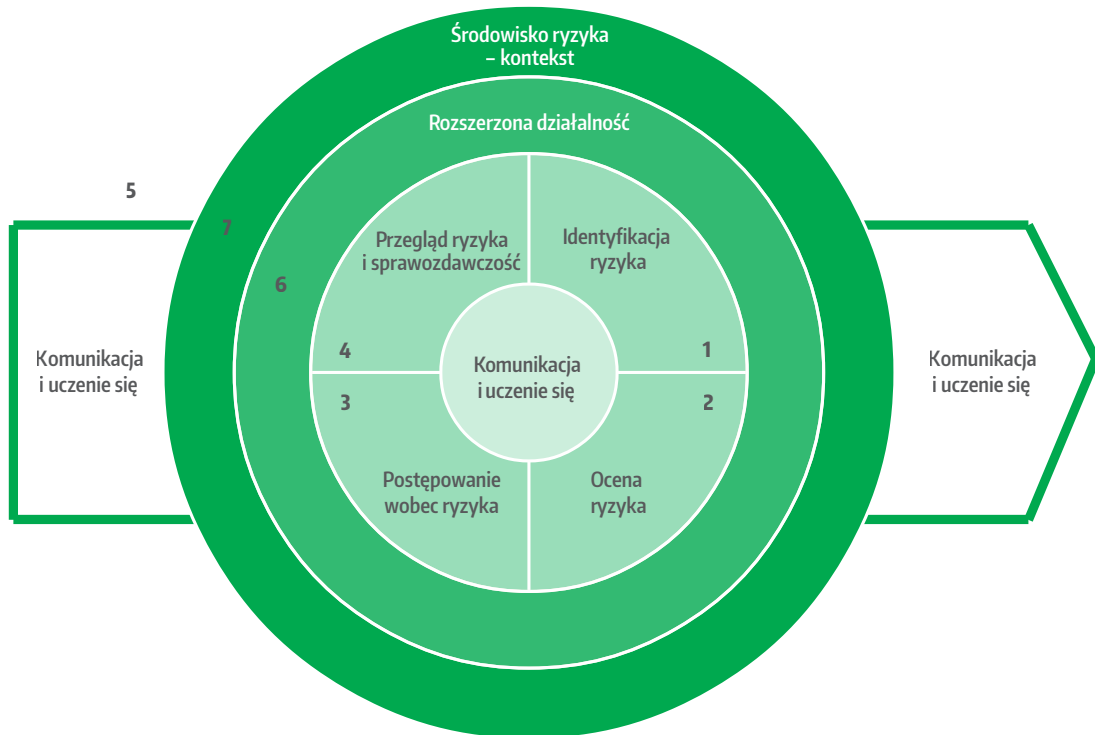 Środowisko ryzyka
– kontekst
Rozszerzona działalność
5
7
6
Przegląd ryzyka
i sprawozdawczość
Identyfikacja
ryzyka
4
1
Komunikacja
i uczenie się
Komunikacja
i uczenie się
Komunikacja
i uczenie się
3
2
Postępowanie
wobec ryzyka
Ocena
ryzyka